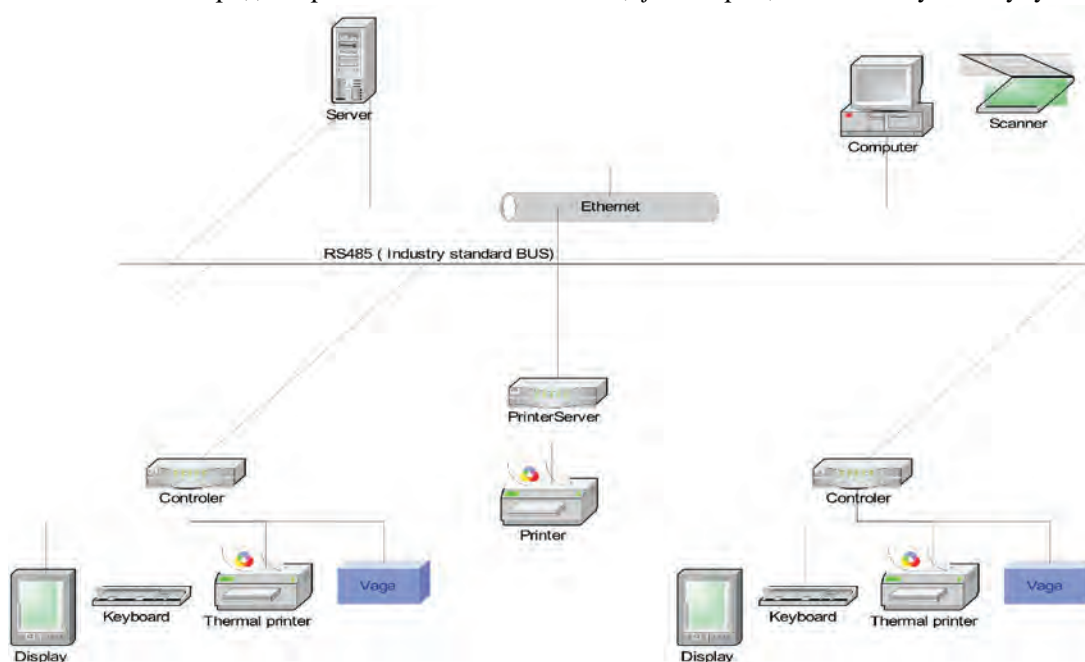 Server
Computer
Scanner
Ethernet
RS485 ( Industry standard BUS)
PrinterServer
Controler
Controler
Printer
Vaga
Vaga
Keyboard
Thermal printer
Keyboard
Thermal printer
Display
Display